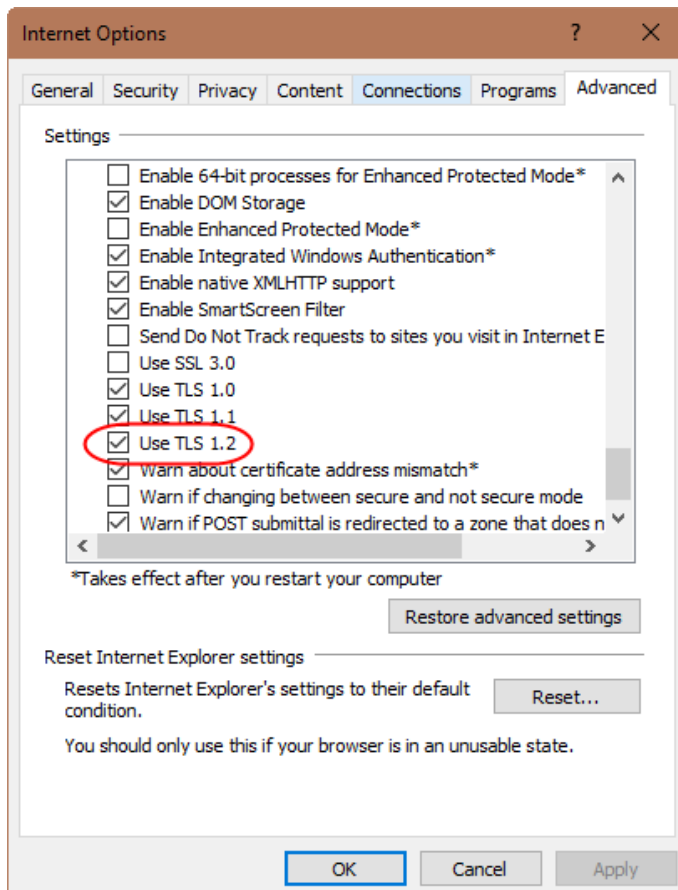 Internet Options
?
General Security Privacy Content Connections Programs Advanced
Settings
Enable 64-bit processes for Enhanced Protected Mode*
Enable DOM Storage
Enable Enhanced Protected Mode*
Enable Integrated Windows Authentication*
Enable native XMLHTTP support
Enable SmartScreen Filter
Send Do Not Track requests to sites you visit in Internet E
Use SSL 3.0
Use TLS 1.0
Use TLS 1.1
Use TLS 1.2
Warn about certificate address mismatch*
Warn if changing between secure and not secure mode
Warn if POST submittal is redirected to a zone that does n
*Takes effect after you restart your computer
Restore advanced settings
Reset Internet Explorer settings
Resets Internet Explorer's settings to their default
condition.
Reset...
You should only use this if your browser is in an unusable state.
OK Cancel Apply